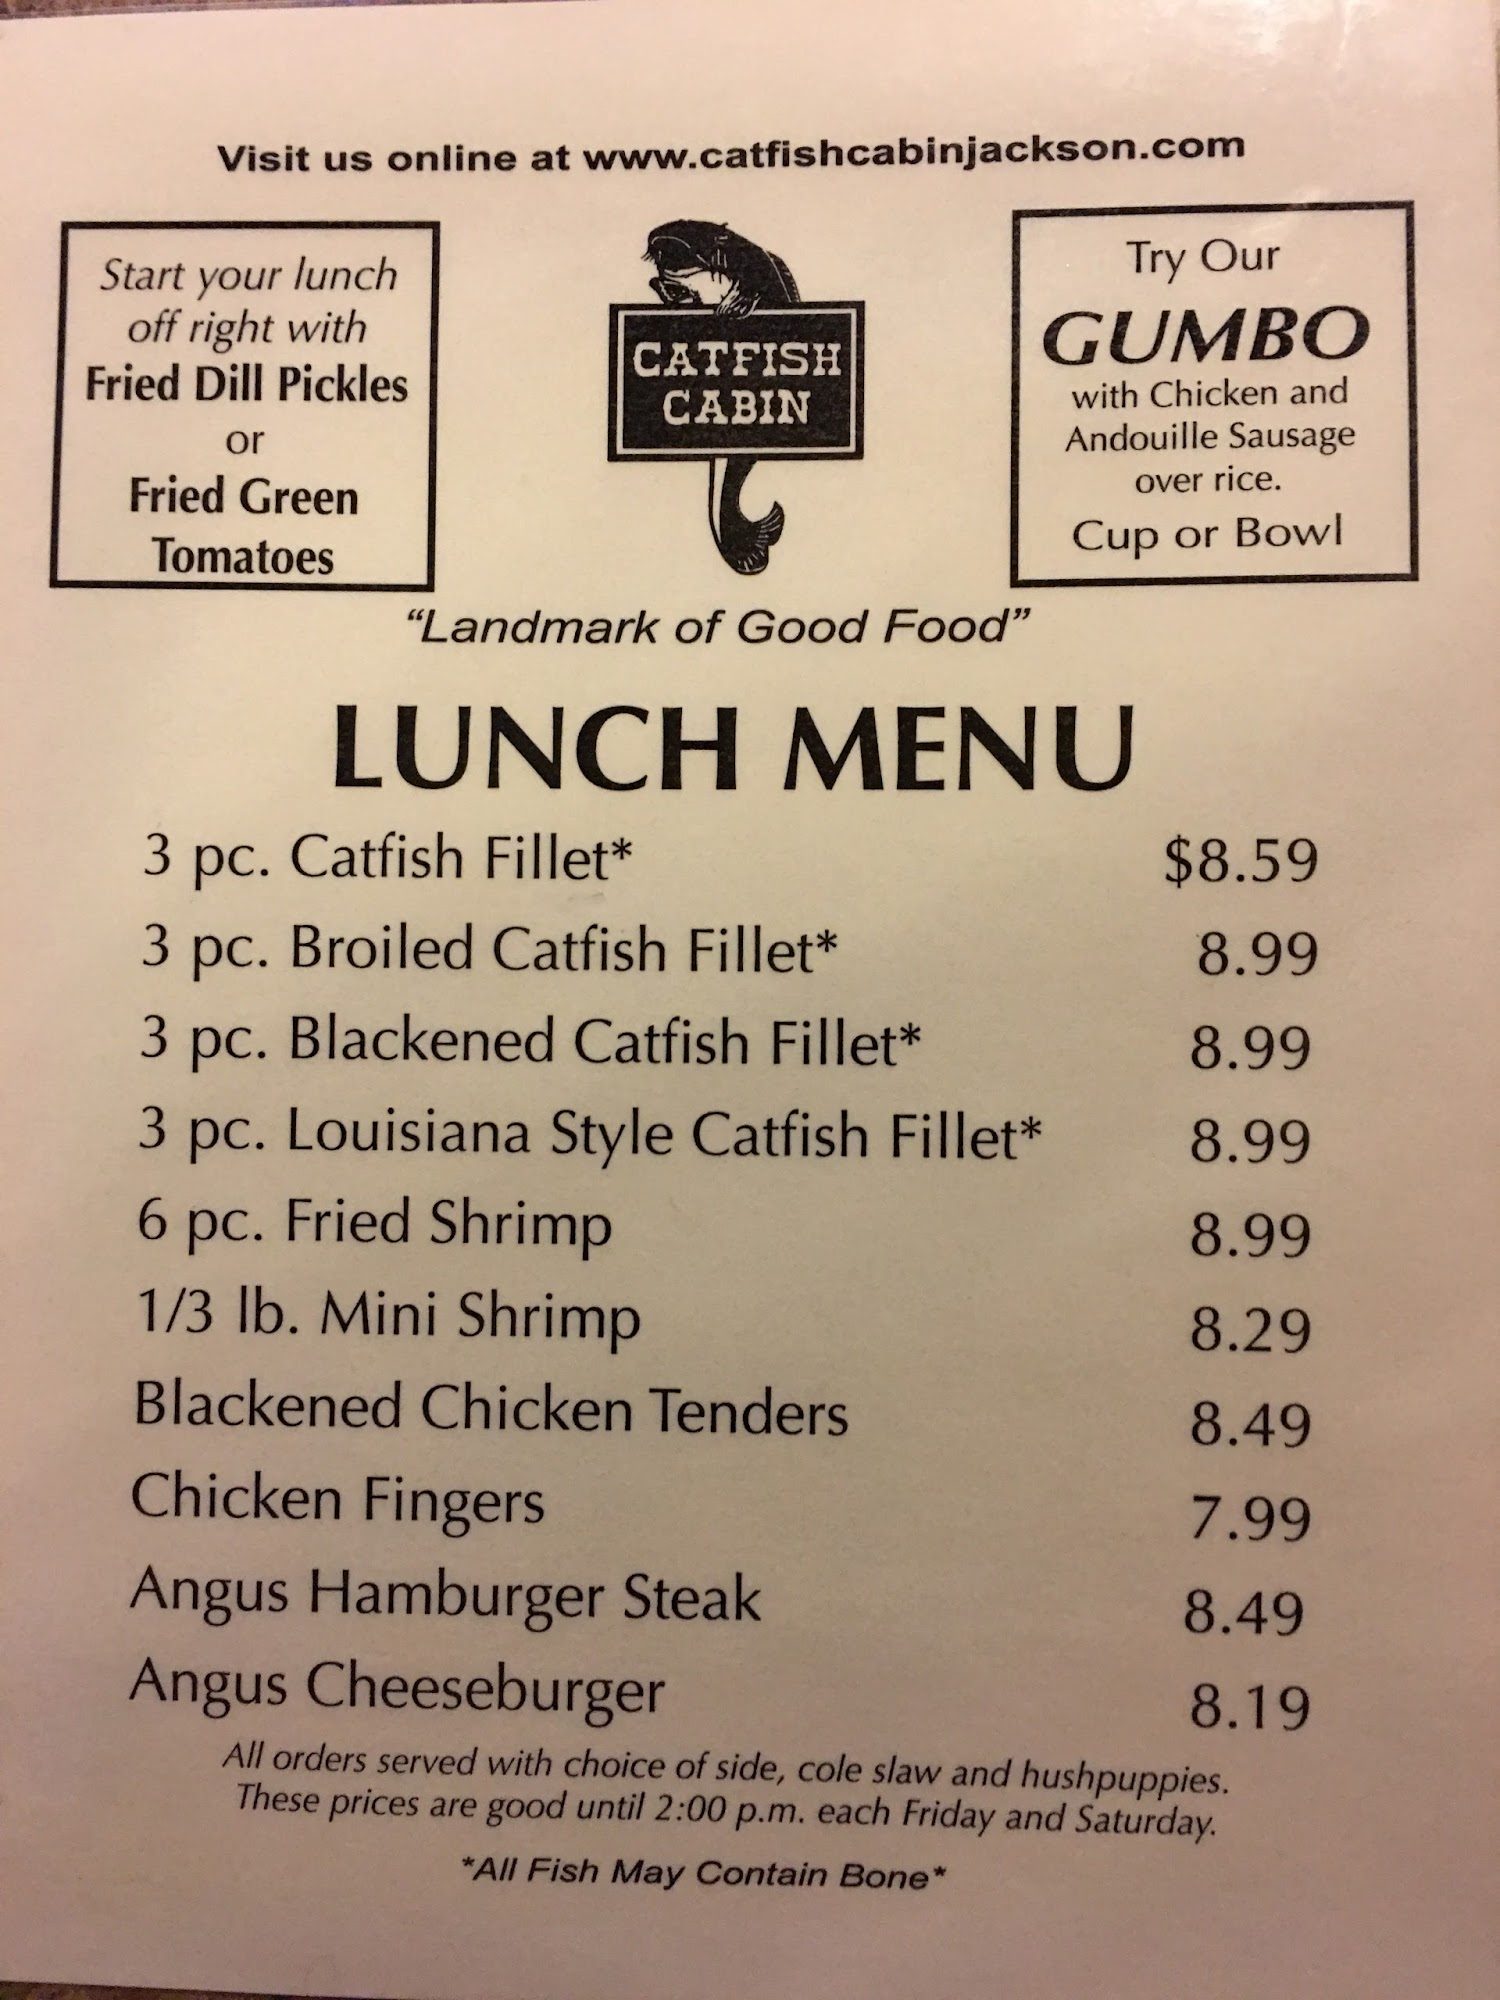 Visit us online at www.catfishcabinjackson.com
Start your lunch
off right with
Fried Dill Pickles
or
Fried Green
Tomatoes
CATFISH
CABIN
Try Our
GUMBO
with Chicken and
Andouille Sausage
over rice.
Cup or Bowl
“Landmark of Good Food”
LUNCH MENU
3 pc. Catfish Fillet* $8.59
3 pc. Broiled Catfish Fillet* 8.99
3 pc. Blackened Catfish Fillet* 8.99
3 pc. Louisiana Style Catfish Fillet* 8.99
6 pc. Fried Shrimp 8.99
1/3 lb. Mini Shrimp 8.29
Blackened Chicken Tenders 8.49
Chicken Fingers 7.99
Angus Hamburger Steak 8.49
Angus Cheeseburger 8.19
All orders served with choice of side, cole slaw and hushpuppies.
These prices are good until 2:00 p.m. each Friday and Saturday.
*All Fish May Contain Bone*